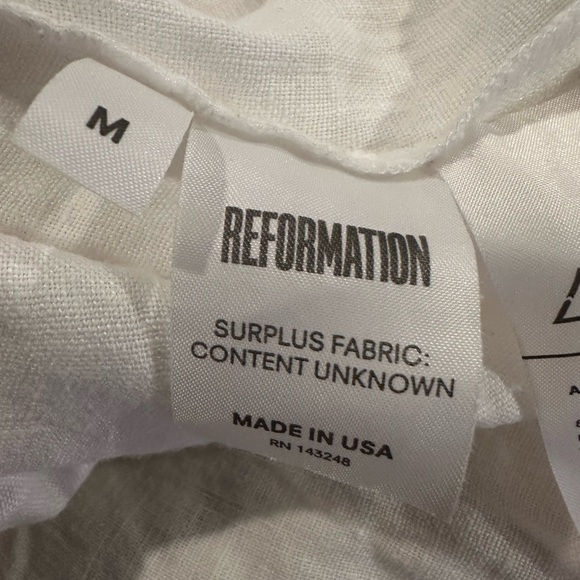 M
REFORMATION
SURPLUS FABRIC:
CONTENT UNKNOWN
MADE IN USA
RN 143248